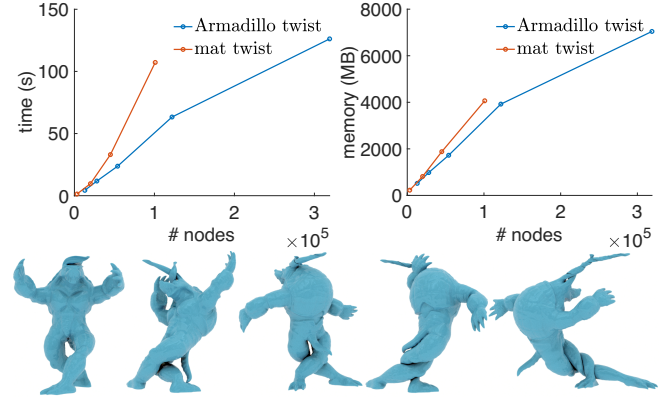 150
100
50
0
time (s)
Armadillo twist
mat twist
0
1
2
3
# nodes
×10^5
8000
6000
4000
2000
0
memory (MB)
Armadillo twist
mat twist
0
1
2
3
# nodes
×10^5